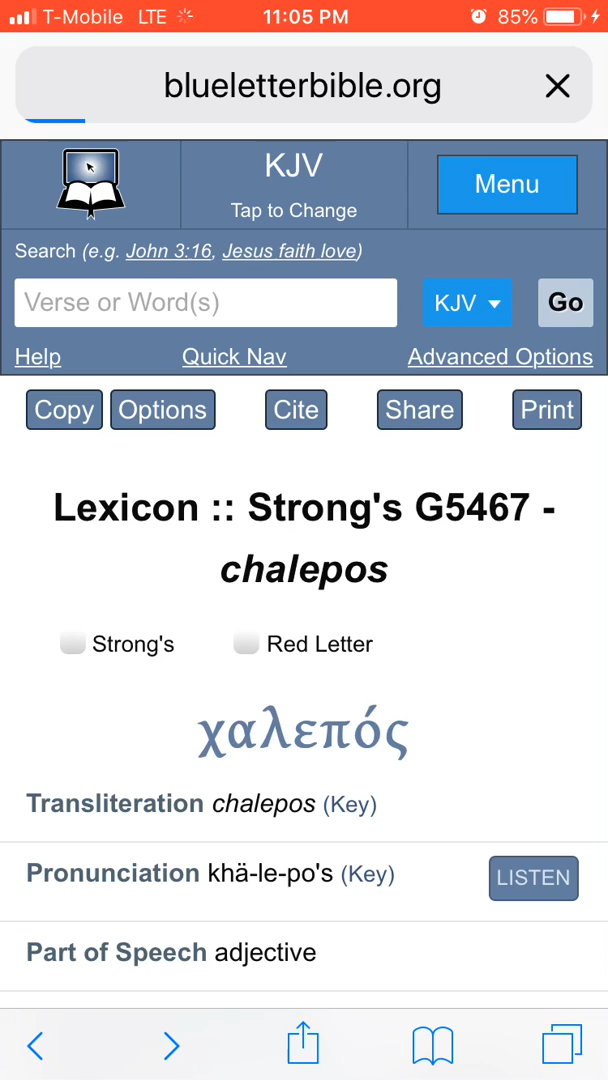 T-Mobile LTE 11:05 PM 85%
blueletterbible.org
KJV
Tap to Change
Menu
Search (e.g. John 3:16, Jesus faith love)
Verse or Word(s) KJV Go
Help Quick Nav Advanced Options
Copy Options Cite Share Print
Lexicon :: Strong's G5467 -
chalepos
Strong's Red Letter
χαλεπός
Transliteration chalepos (Key)
Pronunciation khä-le-po's (Key) LISTEN
Part of Speech adjective